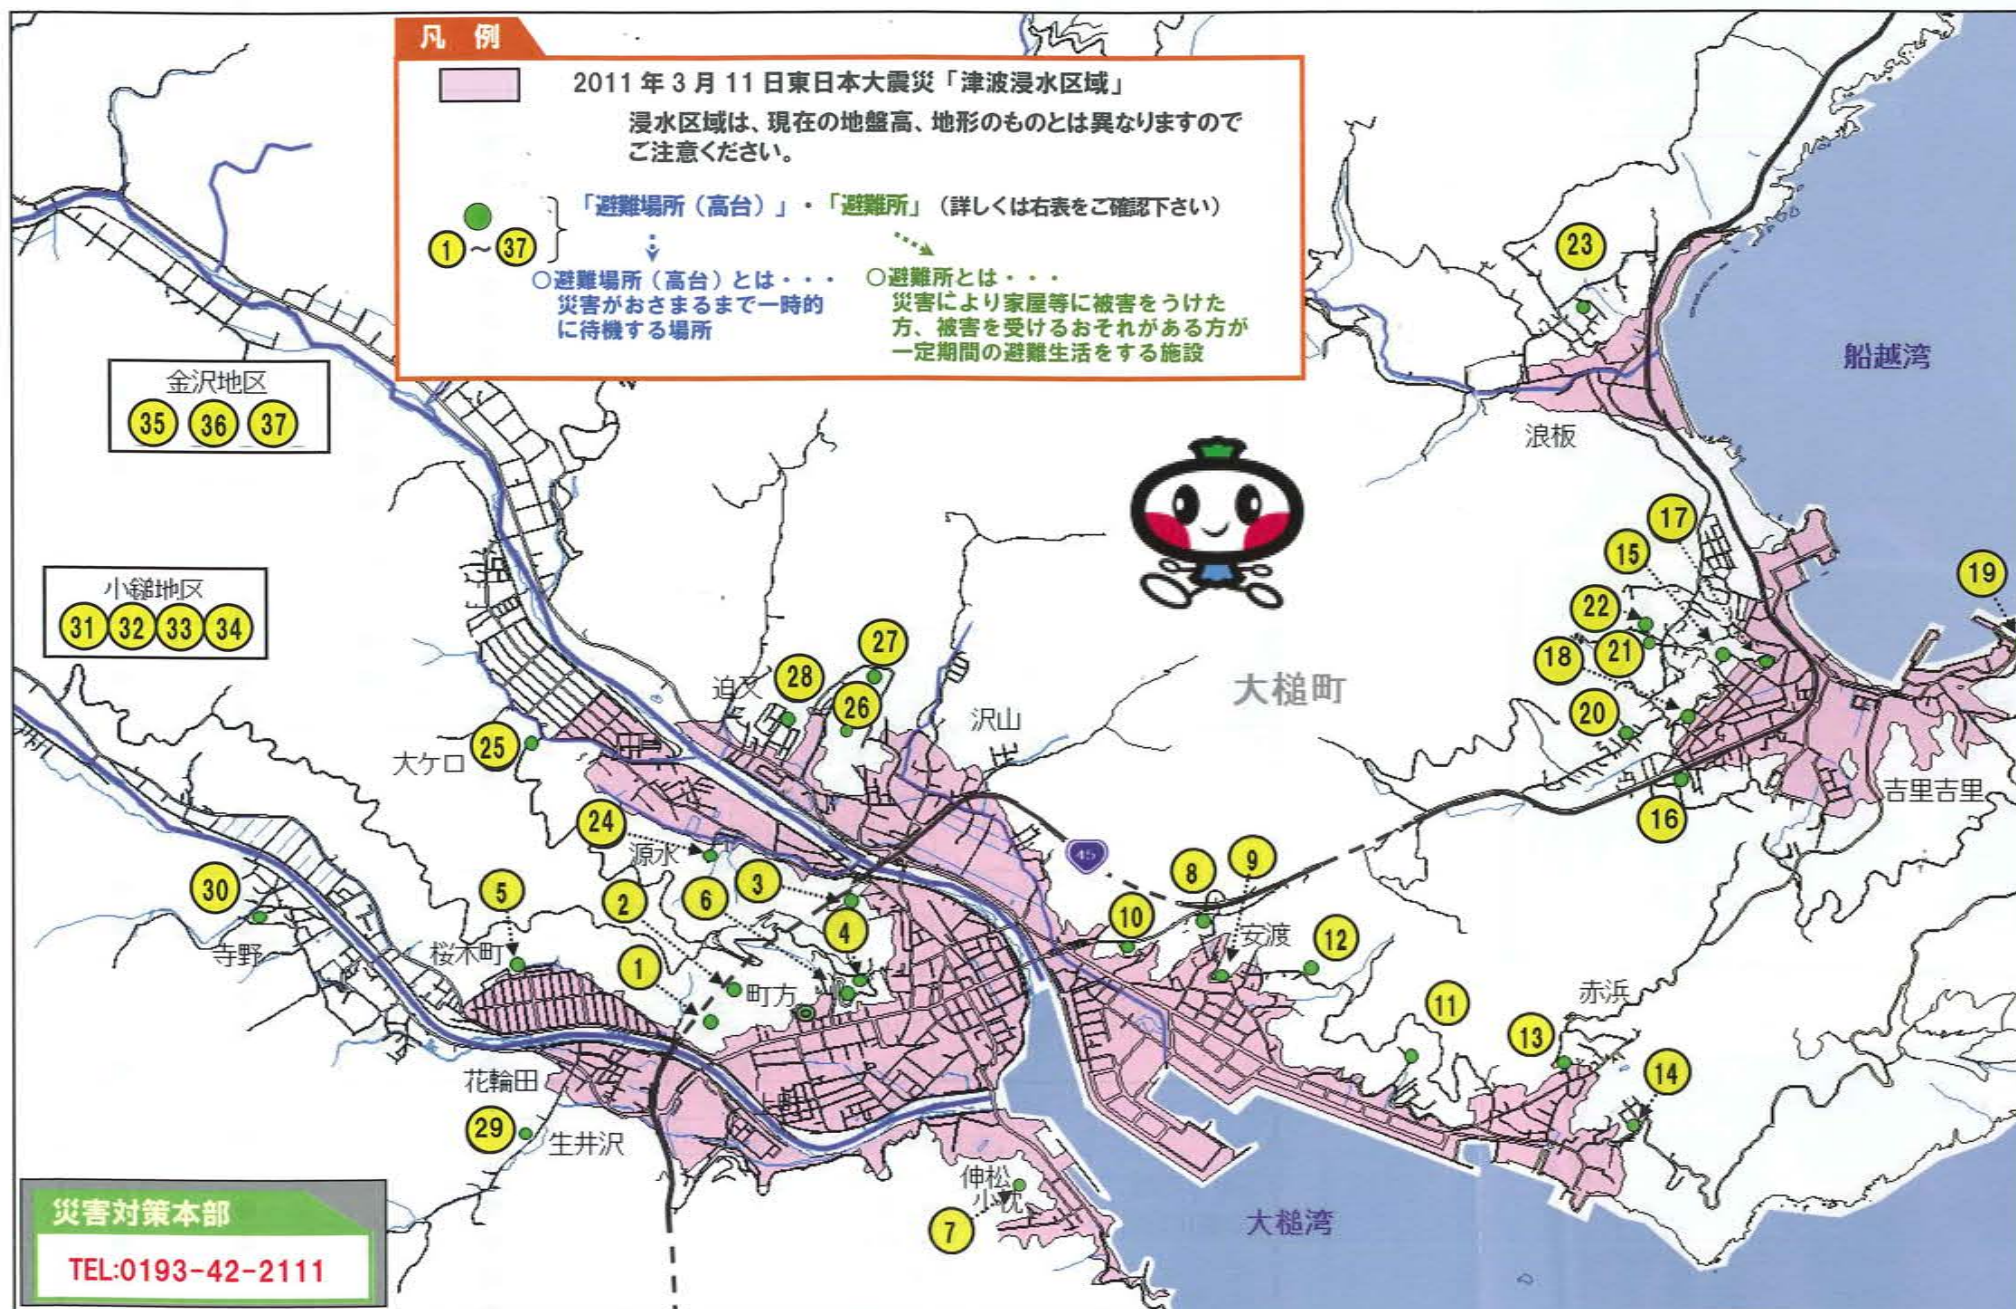 凡 例
2011年3月11日東日本大震災「津波浸水区域」
浸水区域は、現在の地盤高、地形のものとは異なりますので
ご注意ください。
「避難場所（高台）」・「避難所」（詳しくは右表をご確認下さい）
1 ～ 37
○避難場所（高台）とは・・・
災害がおさまるまで一時的
に待機する場所
○避難所とは・・・
災害により家屋等に被害をうけた
方、被害を受けるおそれがある方が
一定期間の避難生活をする施設
23
船越湾
金沢地区
35 36 37
浪板
17
15
19
小鎚地区
31 32 33 34
22
21
18
27
28
迫又
26
沢山
大槌町
20
25
大ケ口
吉里吉里
16
24
源水
45
8
9
30
5
2
6
3
10
4
安渡
12
寺野
桜木町
1
町方
赤浜
11
13
14
花輪田
29
生井沢
上町
伸松
小枕
7
大槌湾
災害対策本部
TEL:0193-42-2111